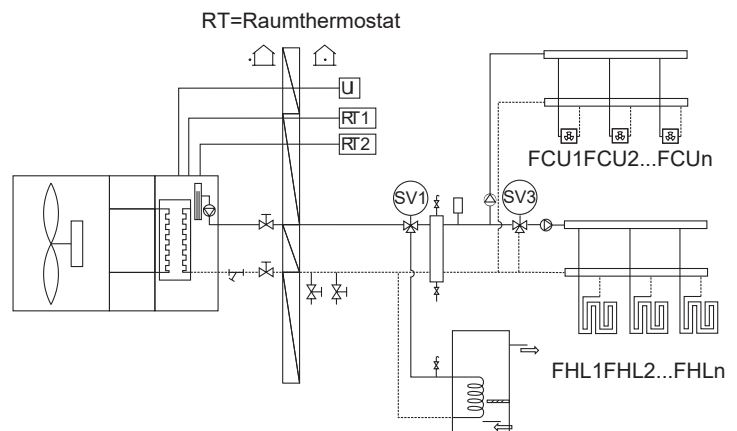 RT=Raumthermostat
U
RT1
RT2
SV1
SV3
FCU1FCU2...FCUn
FHL1FHL2...FHLn